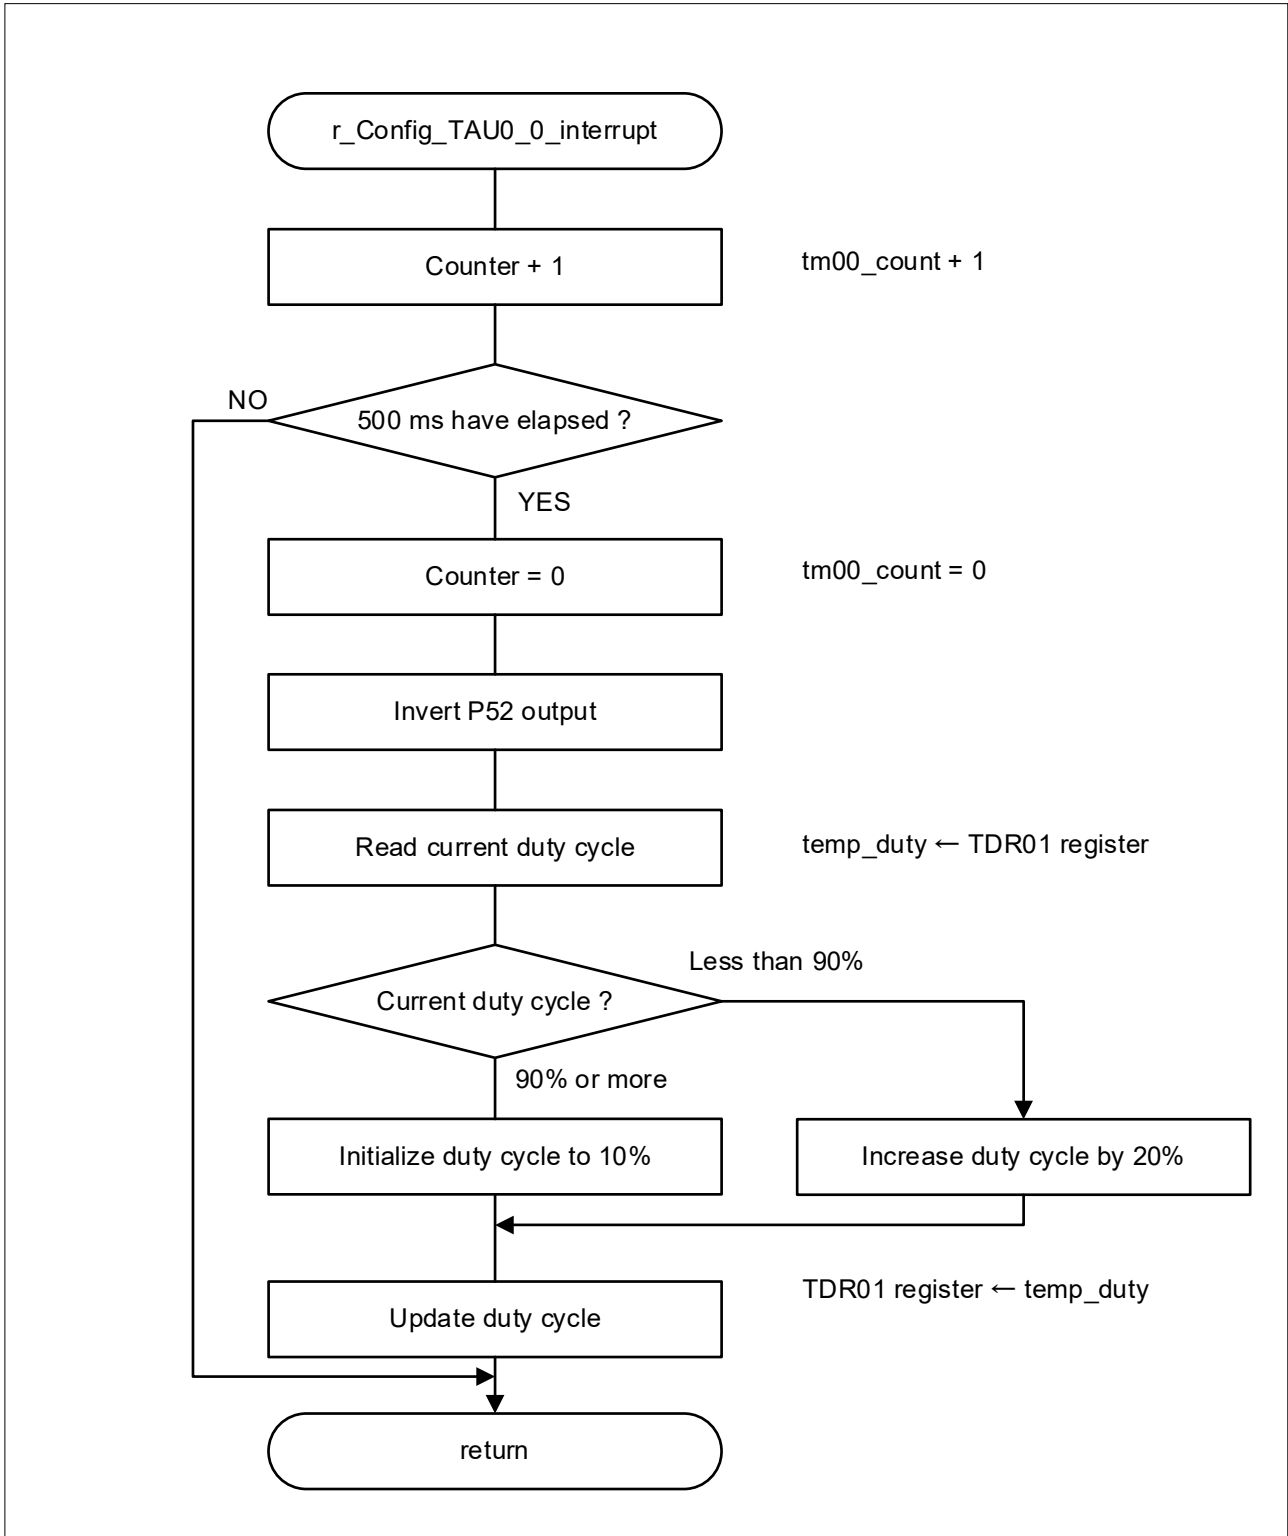 r_Config_TAU0_0_interrupt
Counter + 1
tm00_count + 1
NO
500 ms have elapsed ?
YES
Counter = 0
tm00_count = 0
Invert P52 output
Read current duty cycle
temp_duty ← TDR01 register
Less than 90%
Current duty cycle ?
90% or more
Initialize duty cycle to 10%
Increase duty cycle by 20%
TDR01 register ← temp_duty
Update duty cycle
return